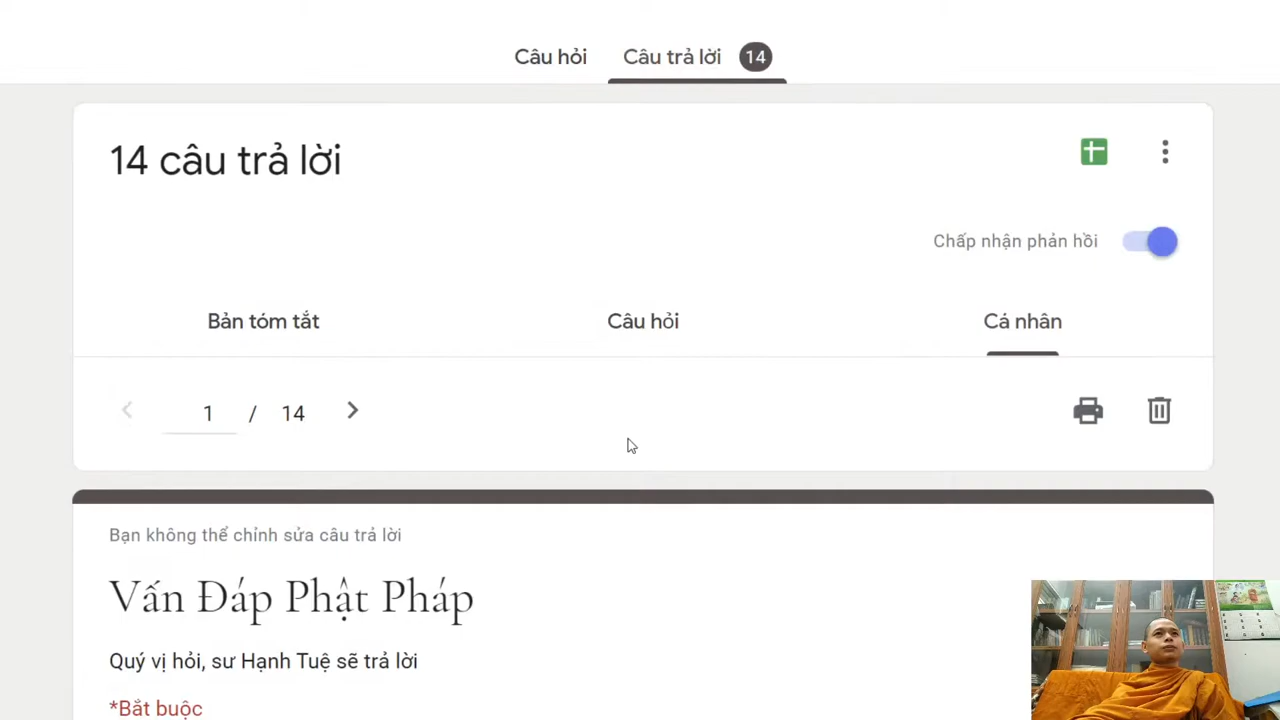 Câu hỏi Câu trả lời 14
14 câu trả lời
Chấp nhận phản hồi
Bản tóm tắt Câu hỏi Cá nhân
1 / 14
Bạn không thể chỉnh sửa câu trả lời
Vấn Đáp Phật Pháp
Quý vị hỏi, sư Hạnh Tuệ sẽ trả lời
*Bắt buộc